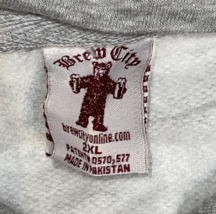 Brew City
brewcityonline.com
2XL
PATENT# D570,577
MADE IN PAKISTAN